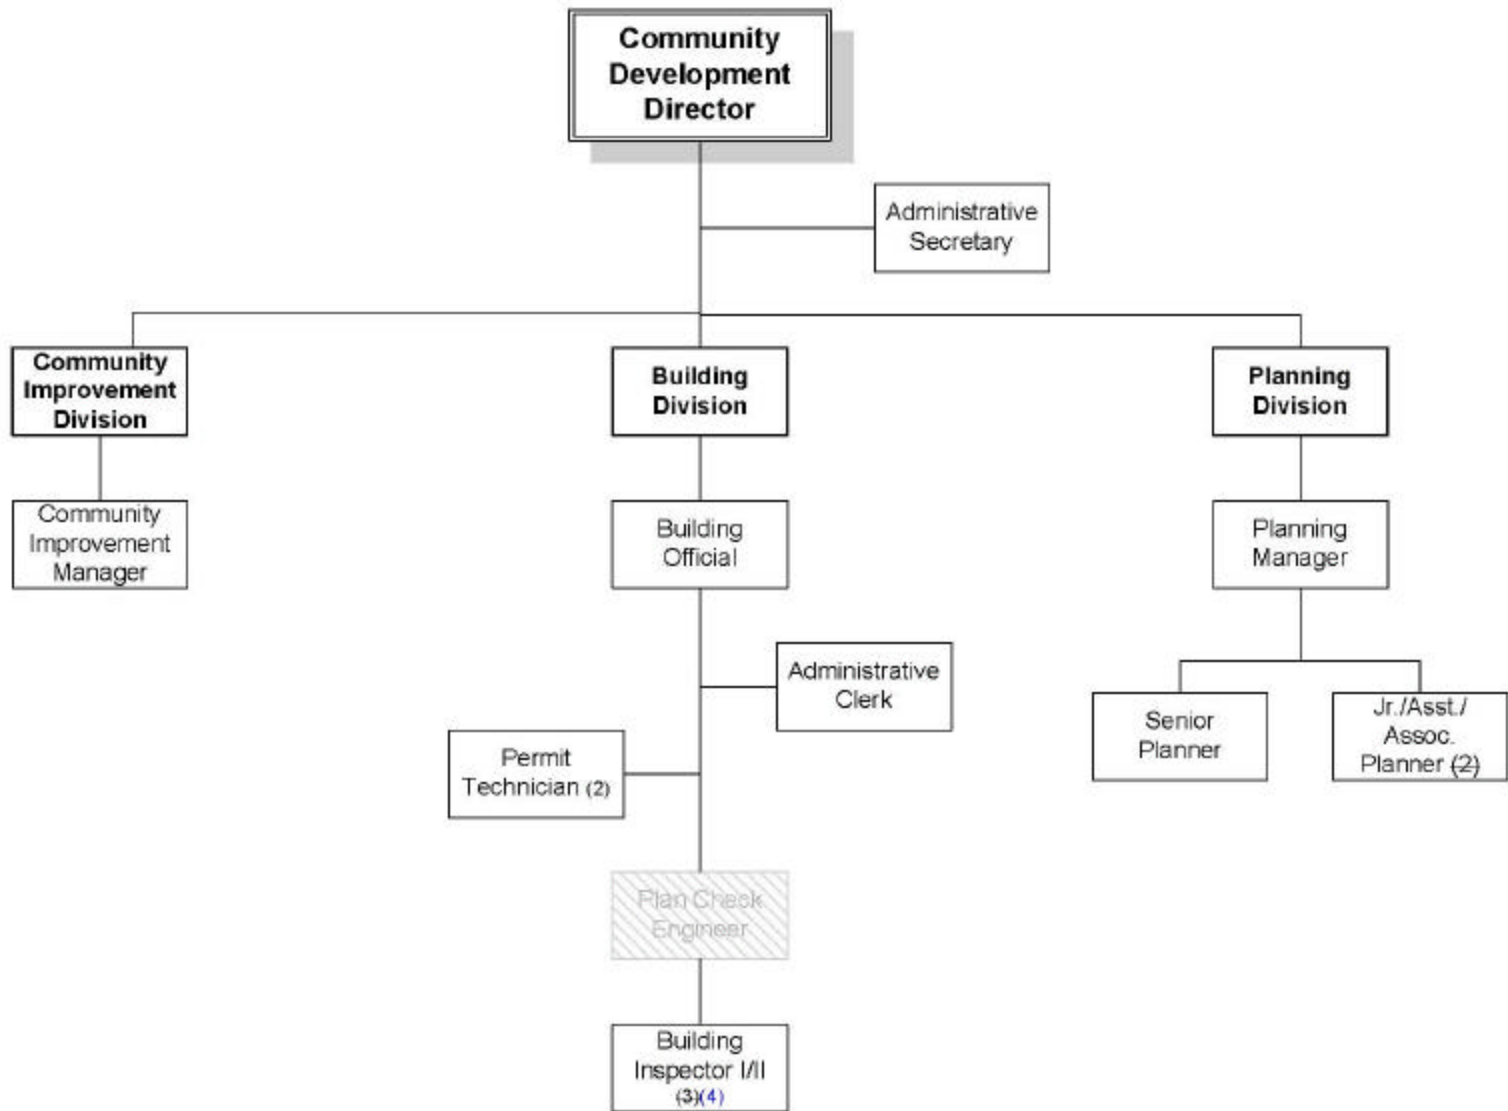 Community
Development
Director
Administrative
Secretary
Community
Improvement
Division
Building
Division
Planning
Division
Community
Improvement
Manager
Building
Official
Planning
Manager
Administrative
Clerk
Senior
Planner
Jr./Asst./
Assoc.
Planner (2)
Permit
Technician (2)
Plan Check
Engineer
Building
Inspector I/II
(3)(4)